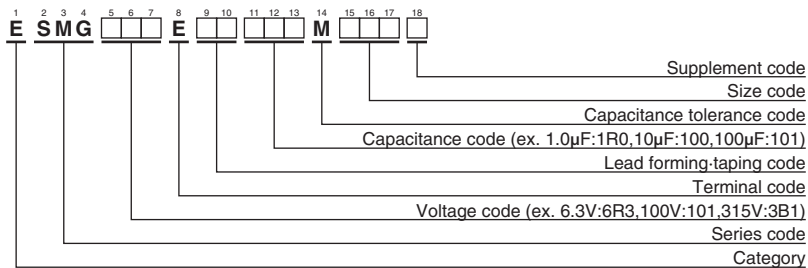 1 2 3 4 5 6 7 8 9 10 11 12 13 14 15 16 17 18
E SMG □□□ E □□ □□□ M □□□ □
Supplement code
Size code
Capacitance tolerance code
Capacitance code (ex. 1.0μF:1R0,10μF:100,100μF:101)
Lead forming·taping code
Terminal code
Voltage code (ex. 6.3V:6R3,100V:101,315V:3B1)
Series code
Category